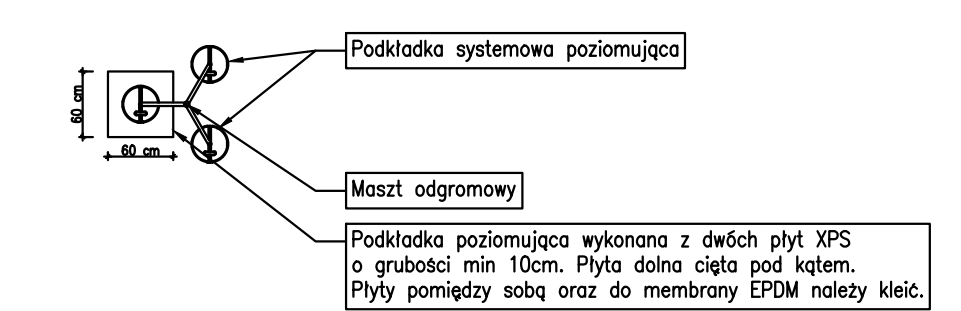 Podkładka systemowa poziomująca
60 cm
60 cm
Maszt odgromowy
Podkładka poziomująca wykonana z dwóch płyt XPS
o grubości min 10cm. Płyta dolna cięta pod kątem.
Płyty pomiędzy sobą oraz do membrany EPDM należy kleić.